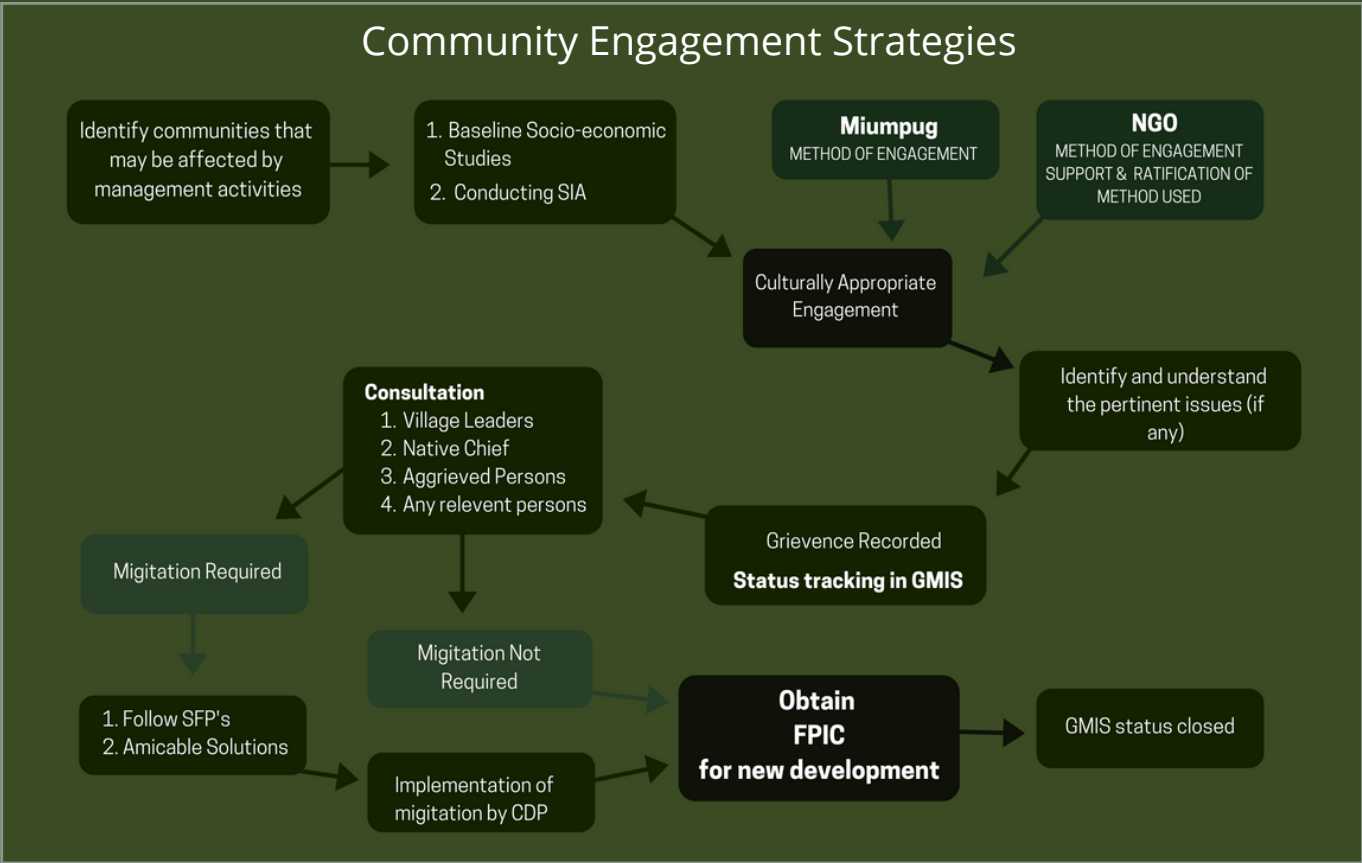 Community Engagement Strategies
Identify communities that
may be affected by
management activities
1. Baseline Socio-economic
Studies
2. Conducting SIA
Miumpug
METHOD OF ENGAGEMENT
NGO
METHOD OF ENGAGEMENT
SUPPORT & RATIFICATION OF
METHOD USED
Culturally Appropriate
Engagement
Identify and understand
the pertinent issues (if
any)
Grievence Recorded
Status tracking in GMIS
Consultation
1. Village Leaders
2. Native Chief
3. Aggrieved Persons
4. Any relevent persons
Migitation Required
Migitation Not
Required
1. Follow SFP's
2. Amicable Solutions
Implementation of
migitation by CDP
Obtain
FPIC
for new development
GMIS status closed